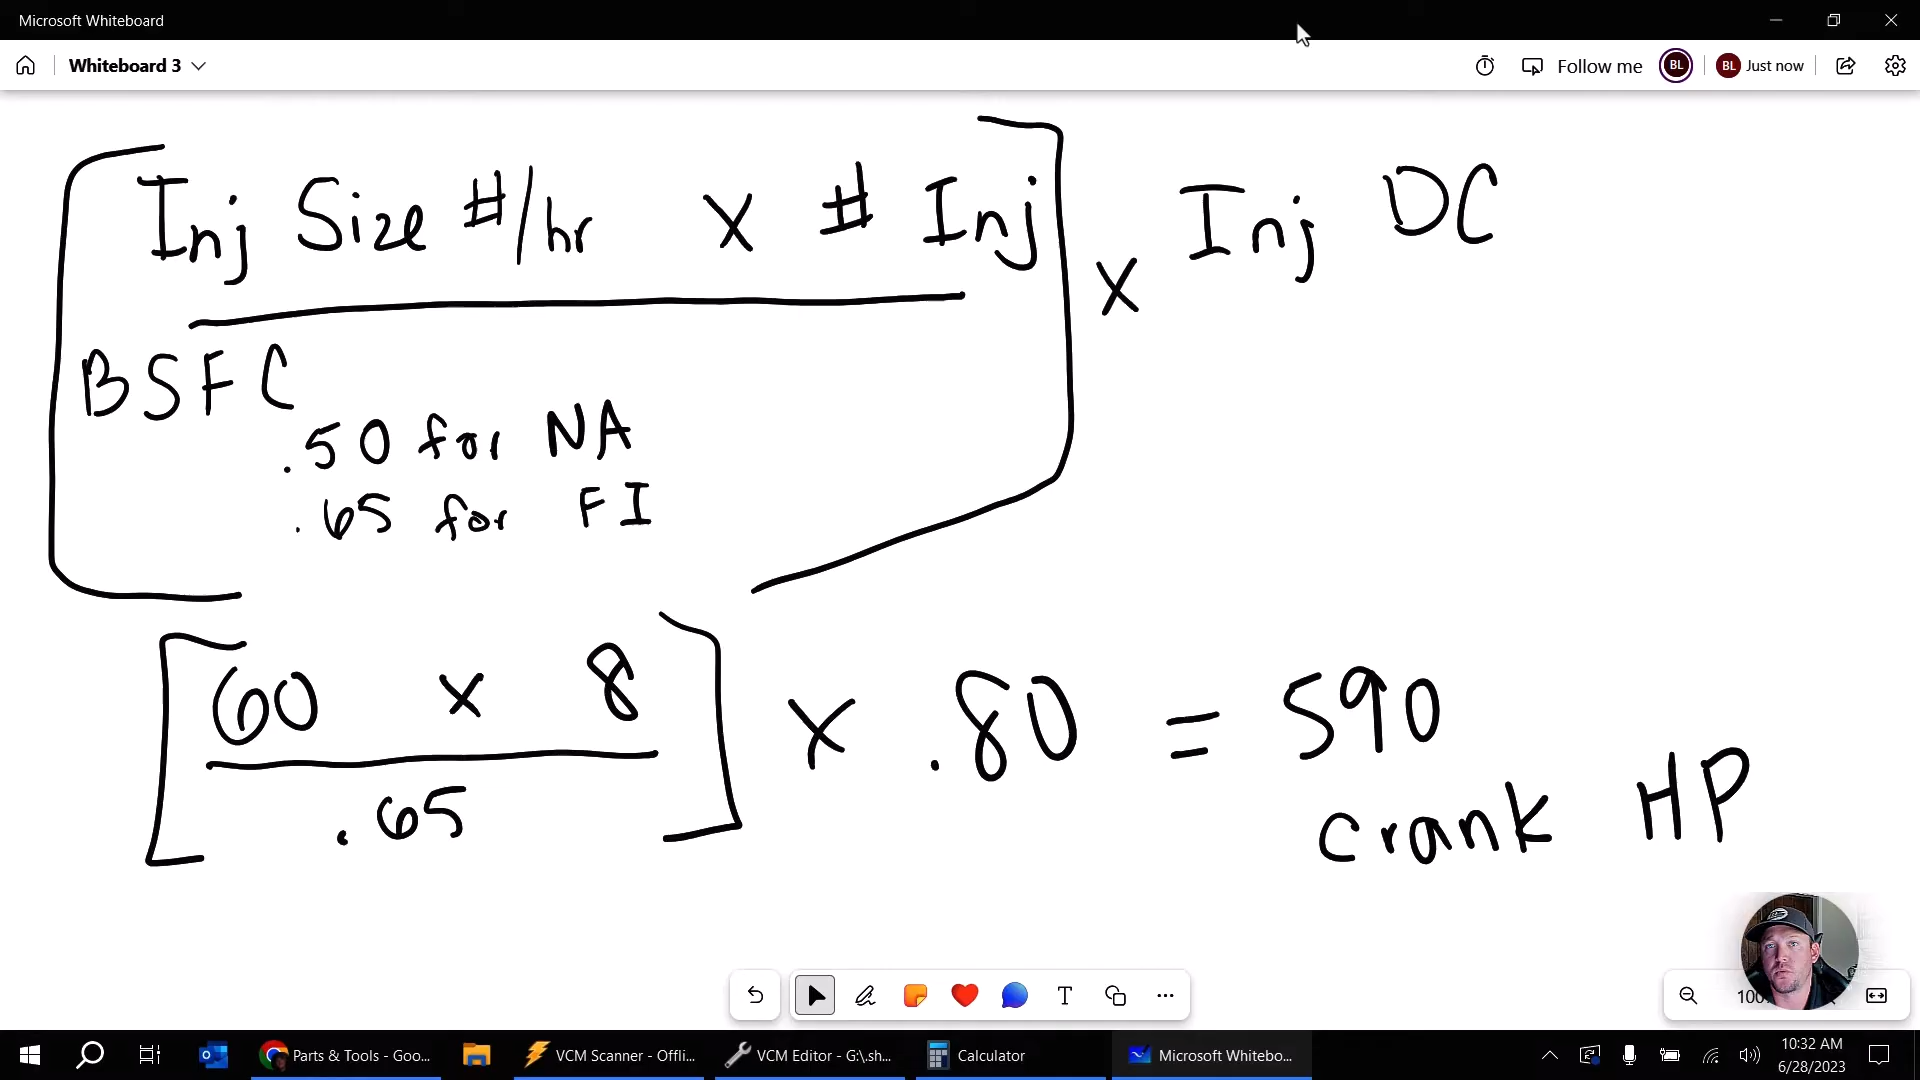 Microsoft Whiteboard
Whiteboard 3
Follow me BL BL Just now
Inj Size #/hr X # Inj X Inj DC
BSFC
.50 for NA
.65 for FI
60 x 8 x .80 = 590
.65
crank HP
T
Parts & Tools - Goo...
VCM Scanner - Offli...
VCM Editor - G:\.sh...
Calculator
Microsoft Whitebo...
10:32 AM
6/28/2023